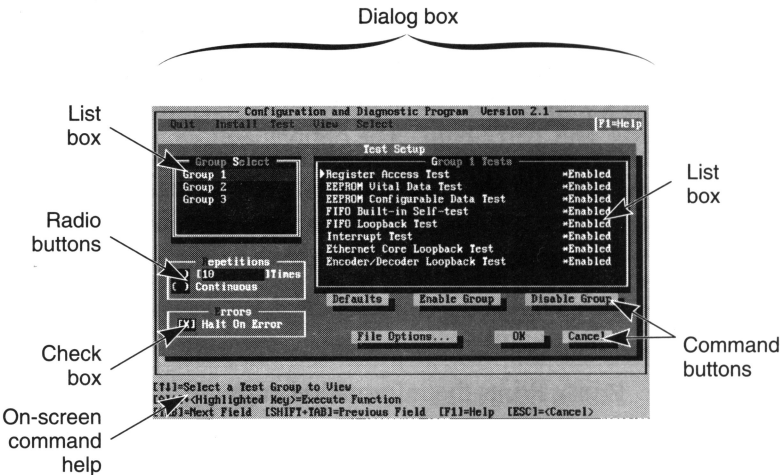 Dialog box
List
box
Configuration and Diagnostic Program Version 2.1
Quit Install Test View Select
F1=Help
Test Setup
Group Select
Group 1
Group 2
Group 3
Group 1 Tests
Register Access Test *Enabled
EEPROM Vital Data Test *Enabled
EEPROM Configurable Data Test *Enabled
FIFO Built-in Self-test *Enabled
FIFO Loopback Test *Enabled
Interrupt Test *Enabled
Ethernet Core Loopback Test *Enabled
Encoder/Decoder Loopback Test *Enabled
List
box
Radio
buttons
epetitions
[10 ]Times
( ) Continuous
rrors
[X] Halt On Error
Defaults Enable Group Disable Group
File Options... OK Cancel
Check
box
Command
buttons
[↑↓]=Select a Test Group to View
+<Highlighted Key>=Execute Function
=Next Field [SHIFT+TAB]=Previous Field [F1]=Help [ESC]=<Cancel>
On-screen
command
help